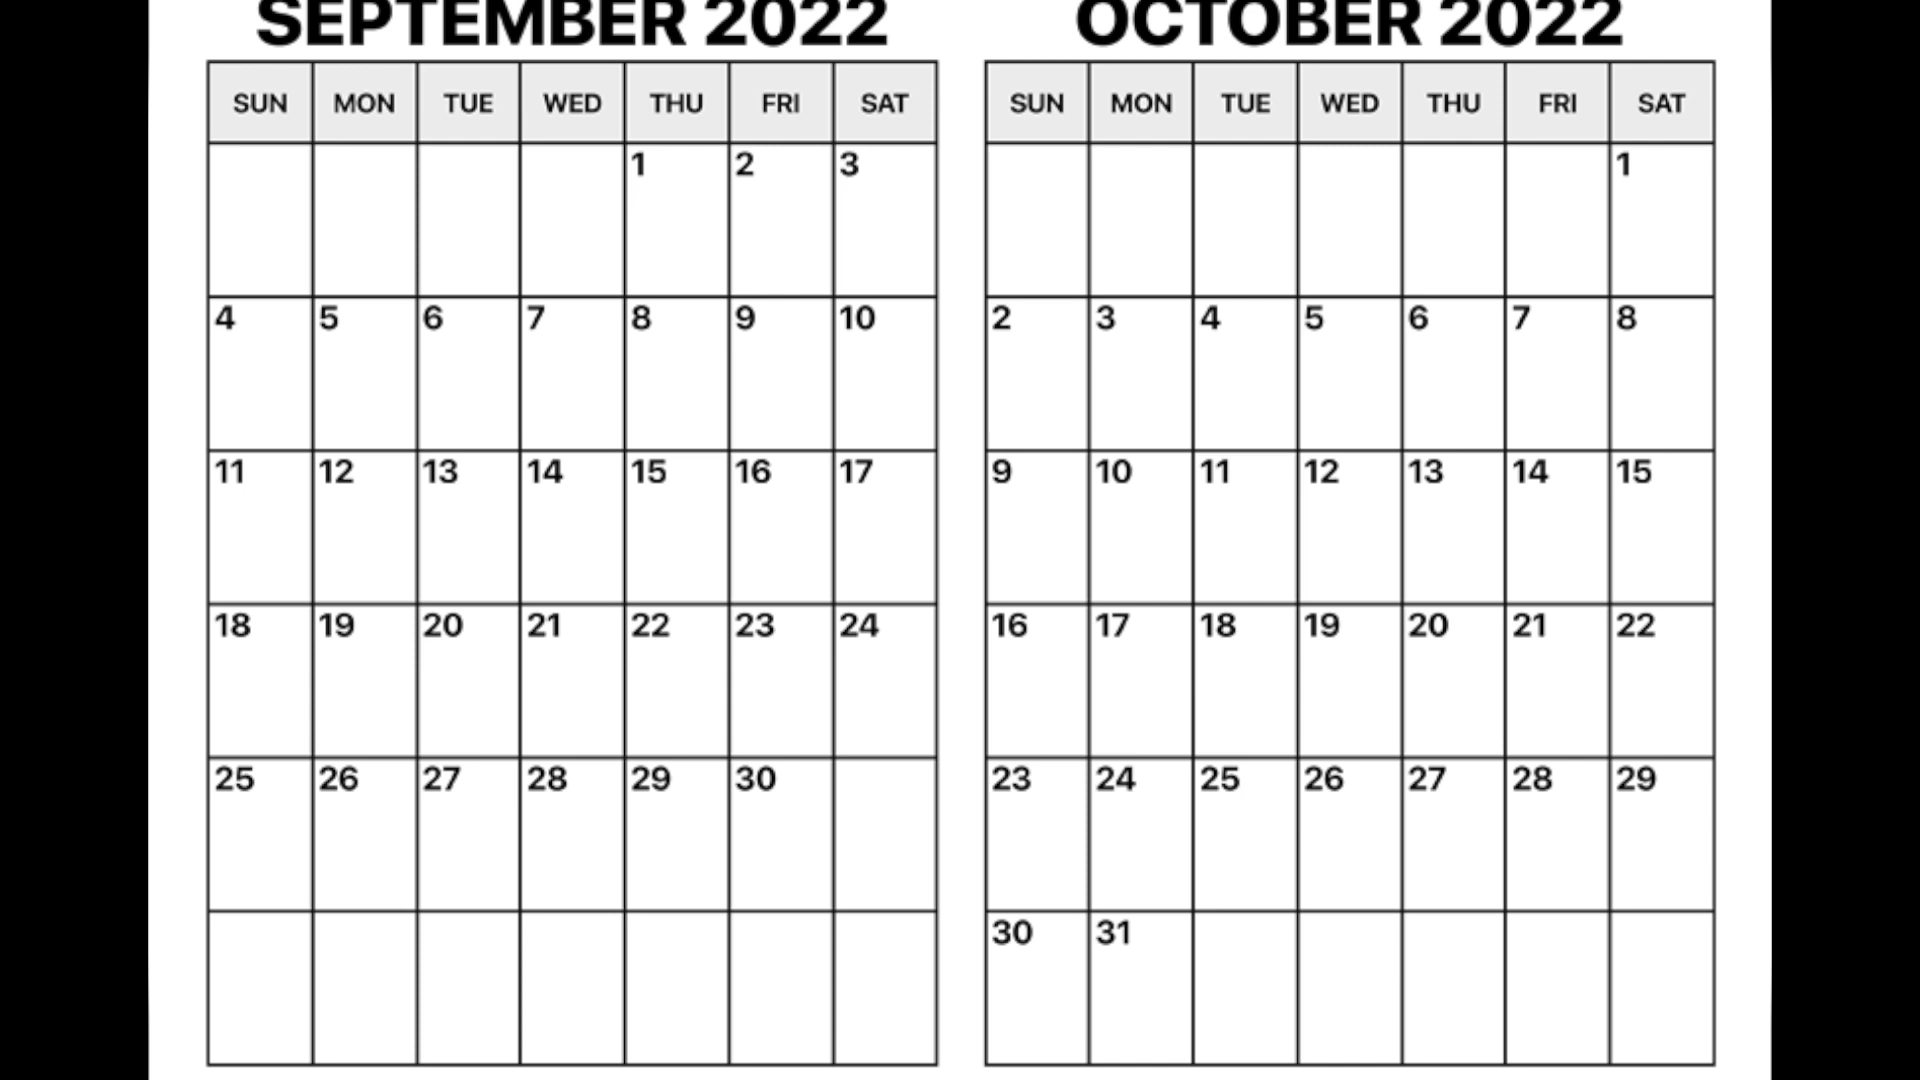 SEPTEMBER 2022
SUN MON TUE WED THU FRI SAT
1 2 3
4 5 6 7 8 9 10
11 12 13 14 15 16 17
18 19 20 21 22 23 24
25 26 27 28 29 30
OCTOBER 2022
SUN MON TUE WED THU FRI SAT
1
2 3 4 5 6 7 8
9 10 11 12 13 14 15
16 17 18 19 20 21 22
23 24 25 26 27 28 29
30 31